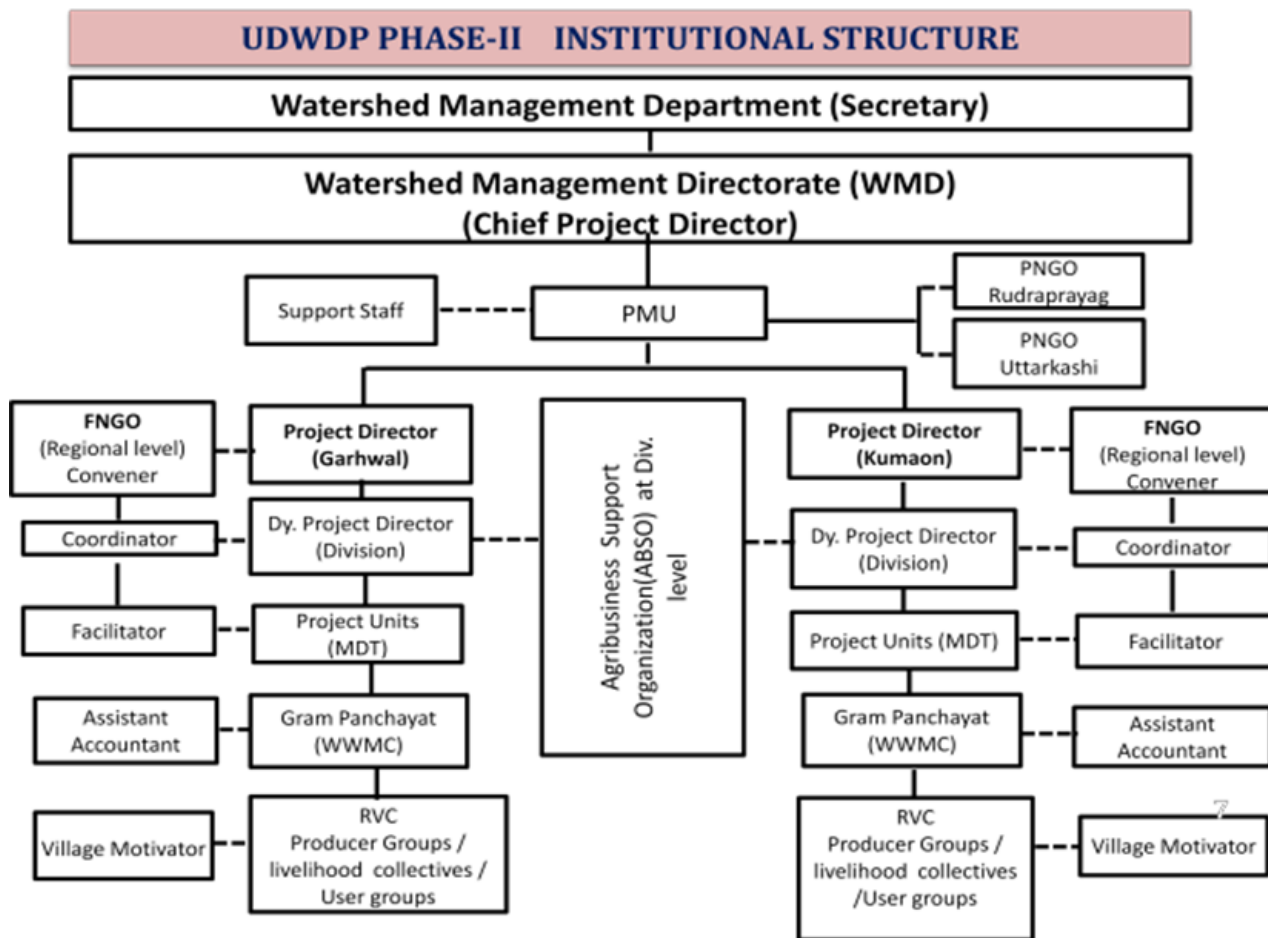 UDWDP PHASE-II INSTITUTIONAL STRUCTURE
Watershed Management Department (Secretary)
Watershed Management Directorate (WMD)
(Chief Project Director)
Support Staff
PMU
PNGO
Rudraprayag
PNGO
Uttarkashi
FNGO
(Regional level)
Convener
Project Director
(Garhwal)
Agribusiness Support
Organization(ABSO) at Div.
level
Project Director
(Kumaon)
FNGO
(Regional level)
Convener
Coordinator
Dy. Project Director
(Division)
Dy. Project Director
(Division)
Coordinator
Facilitator
Project Units
(MDT)
Project Units (MDT)
Facilitator
Assistant
Accountant
Gram Panchayat
(WWMC)
Gram Panchayat
(WWMC)
Assistant
Accountant
Village Motivator
RVC
Producer Groups /
livelihood collectives /
User groups
RVC
Producer Groups /
livelihood collectives
/User groups
7
Village Motivator